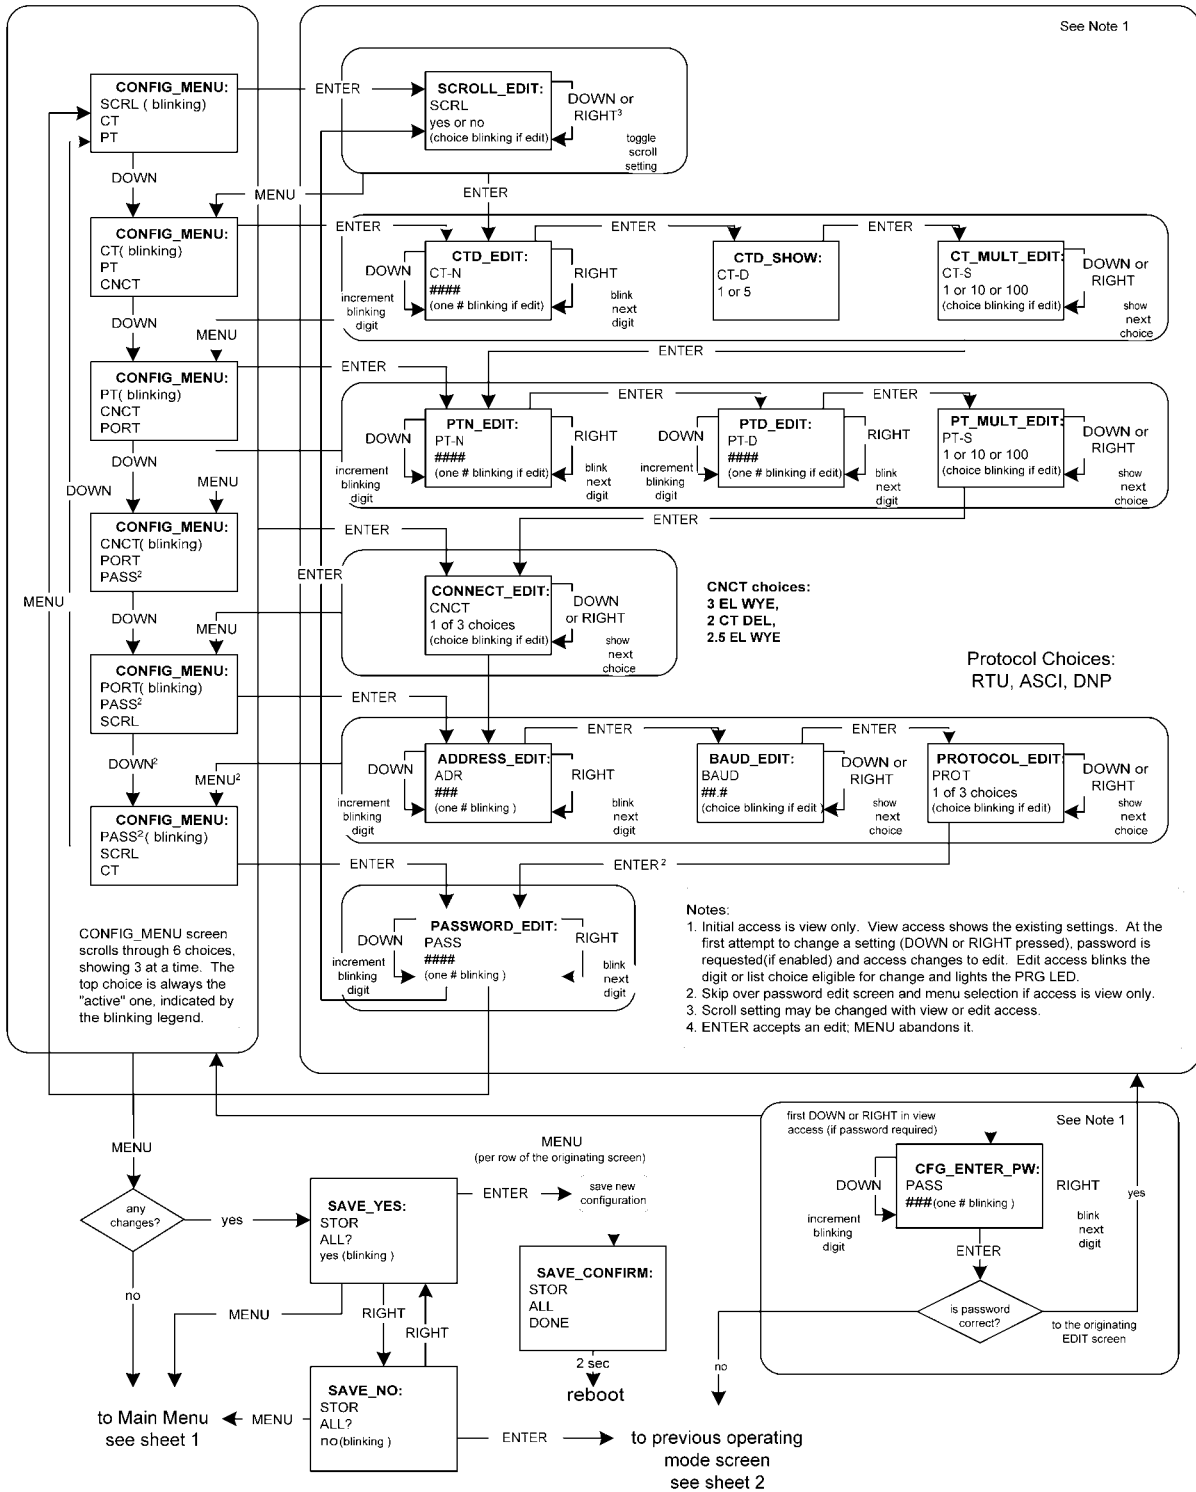 See Note 1
CONFIG_MENU:
SCRL ( blinking)
CT
PT
ENTER
SCROLL_EDIT:
SCRL
yes or no
(choice blinking if edit)
DOWN or
RIGHT3
toggle
scroll
setting
DOWN
MENU
ENTER
CONFIG_MENU:
CT( blinking)
PT
CNCT
ENTER
DOWN
increment
blinking
digit
CTD_EDIT:
CT-N
####
(one # blinking if edit)
RIGHT
blink
next
digit
ENTER
CTD_SHOW:
CT-D
1 or 5
ENTER
CT_MULT_EDIT:
CT-S
1 or 10 or 100
(choice blinking if edit)
DOWN or
RIGHT
show
next
choice
DOWN
MENU
ENTER
CONFIG_MENU:
PT( blinking)
CNCT
PORT
ENTER
DOWN
increment
blinking
digit
PTN_EDIT:
PT-N
####
(one # blinking if edit)
RIGHT
blink
next
digit
ENTER
DOWN
increment
blinking
digit
PTD_EDIT:
PT-D
####
(one # blinking if edit)
RIGHT
blink
next
digit
ENTER
PT_MULT_EDIT:
PT-S
1 or 10 or 100
(choice blinking if edit)
DOWN or
RIGHT
show
next
choice
DOWN
DOWN
MENU
ENTER
CONFIG_MENU:
CNCT( blinking)
PORT
PASS2
ENTER
ENTER
MENU
CONNECT_EDIT:
CNCT
1 of 3 choices
(choice blinking if edit)
DOWN
or RIGHT
show
next
choice
CNCT choices:
3 EL WYE,
2 CT DEL,
2.5 EL WYE
DOWN
MENU
Protocol Choices:
RTU, ASCI, DNP
CONFIG_MENU:
PORT( blinking)
PASS2
SCRL
ENTER
DOWN2
MENU2
DOWN
increment
blinking
digit
ADDRESS_EDIT:
ADR
###
(one # blinking )
RIGHT
blink
next
digit
ENTER
BAUD_EDIT:
BAUD
##.#
(choice blinking if edit )
DOWN or
RIGHT
show
next
choice
ENTER
PROTOCOL_EDIT:
PROT
1 of 3 choices
(choice blinking if edit)
DOWN or
RIGHT
show
next
choice
CONFIG_MENU:
PASS2( blinking)
SCRL
CT
ENTER
ENTER2
DOWN
increment
blinking
digit
PASSWORD_EDIT:
PASS
####
(one # blinking )
RIGHT
blink
next
digit
CONFIG_MENU screen
scrolls through 6 choices,
showing 3 at a time. The
top choice is always the
"active" one, indicated by
the blinking legend.
Notes:
1. Initial access is view only. View access shows the existing settings. At the
first attempt to change a setting (DOWN or RIGHT pressed), password is
requested(if enabled) and access changes to edit. Edit access blinks the
digit or list choice eligible for change and lights the PRG LED.
2. Skip over password edit screen and menu selection if access is view only.
3. Scroll setting may be changed with view or edit access.
4. ENTER accepts an edit; MENU abandons it.
MENU
any
changes?
yes
no
MENU
(per row of the originating screen)
SAVE_YES:
STOR
ALL?
yes (blinking )
ENTER
save new
configuration
SAVE_CONFIRM:
STOR
ALL
DONE
2 sec
reboot
MENU
RIGHT
RIGHT
SAVE_NO:
STOR
ALL?
no(blinking )
MENU
to Main Menu
see sheet 1
ENTER
to previous operating
mode screen
see sheet 2
first DOWN or RIGHT in view
access (if password required)
See Note 1
DOWN
increment
blinking
digit
CFG_ENTER_PW:
PASS
###(one # blinking )
RIGHT
blink
next
digit
ENTER
is password
correct?
to the originating
EDIT screen
yes
no